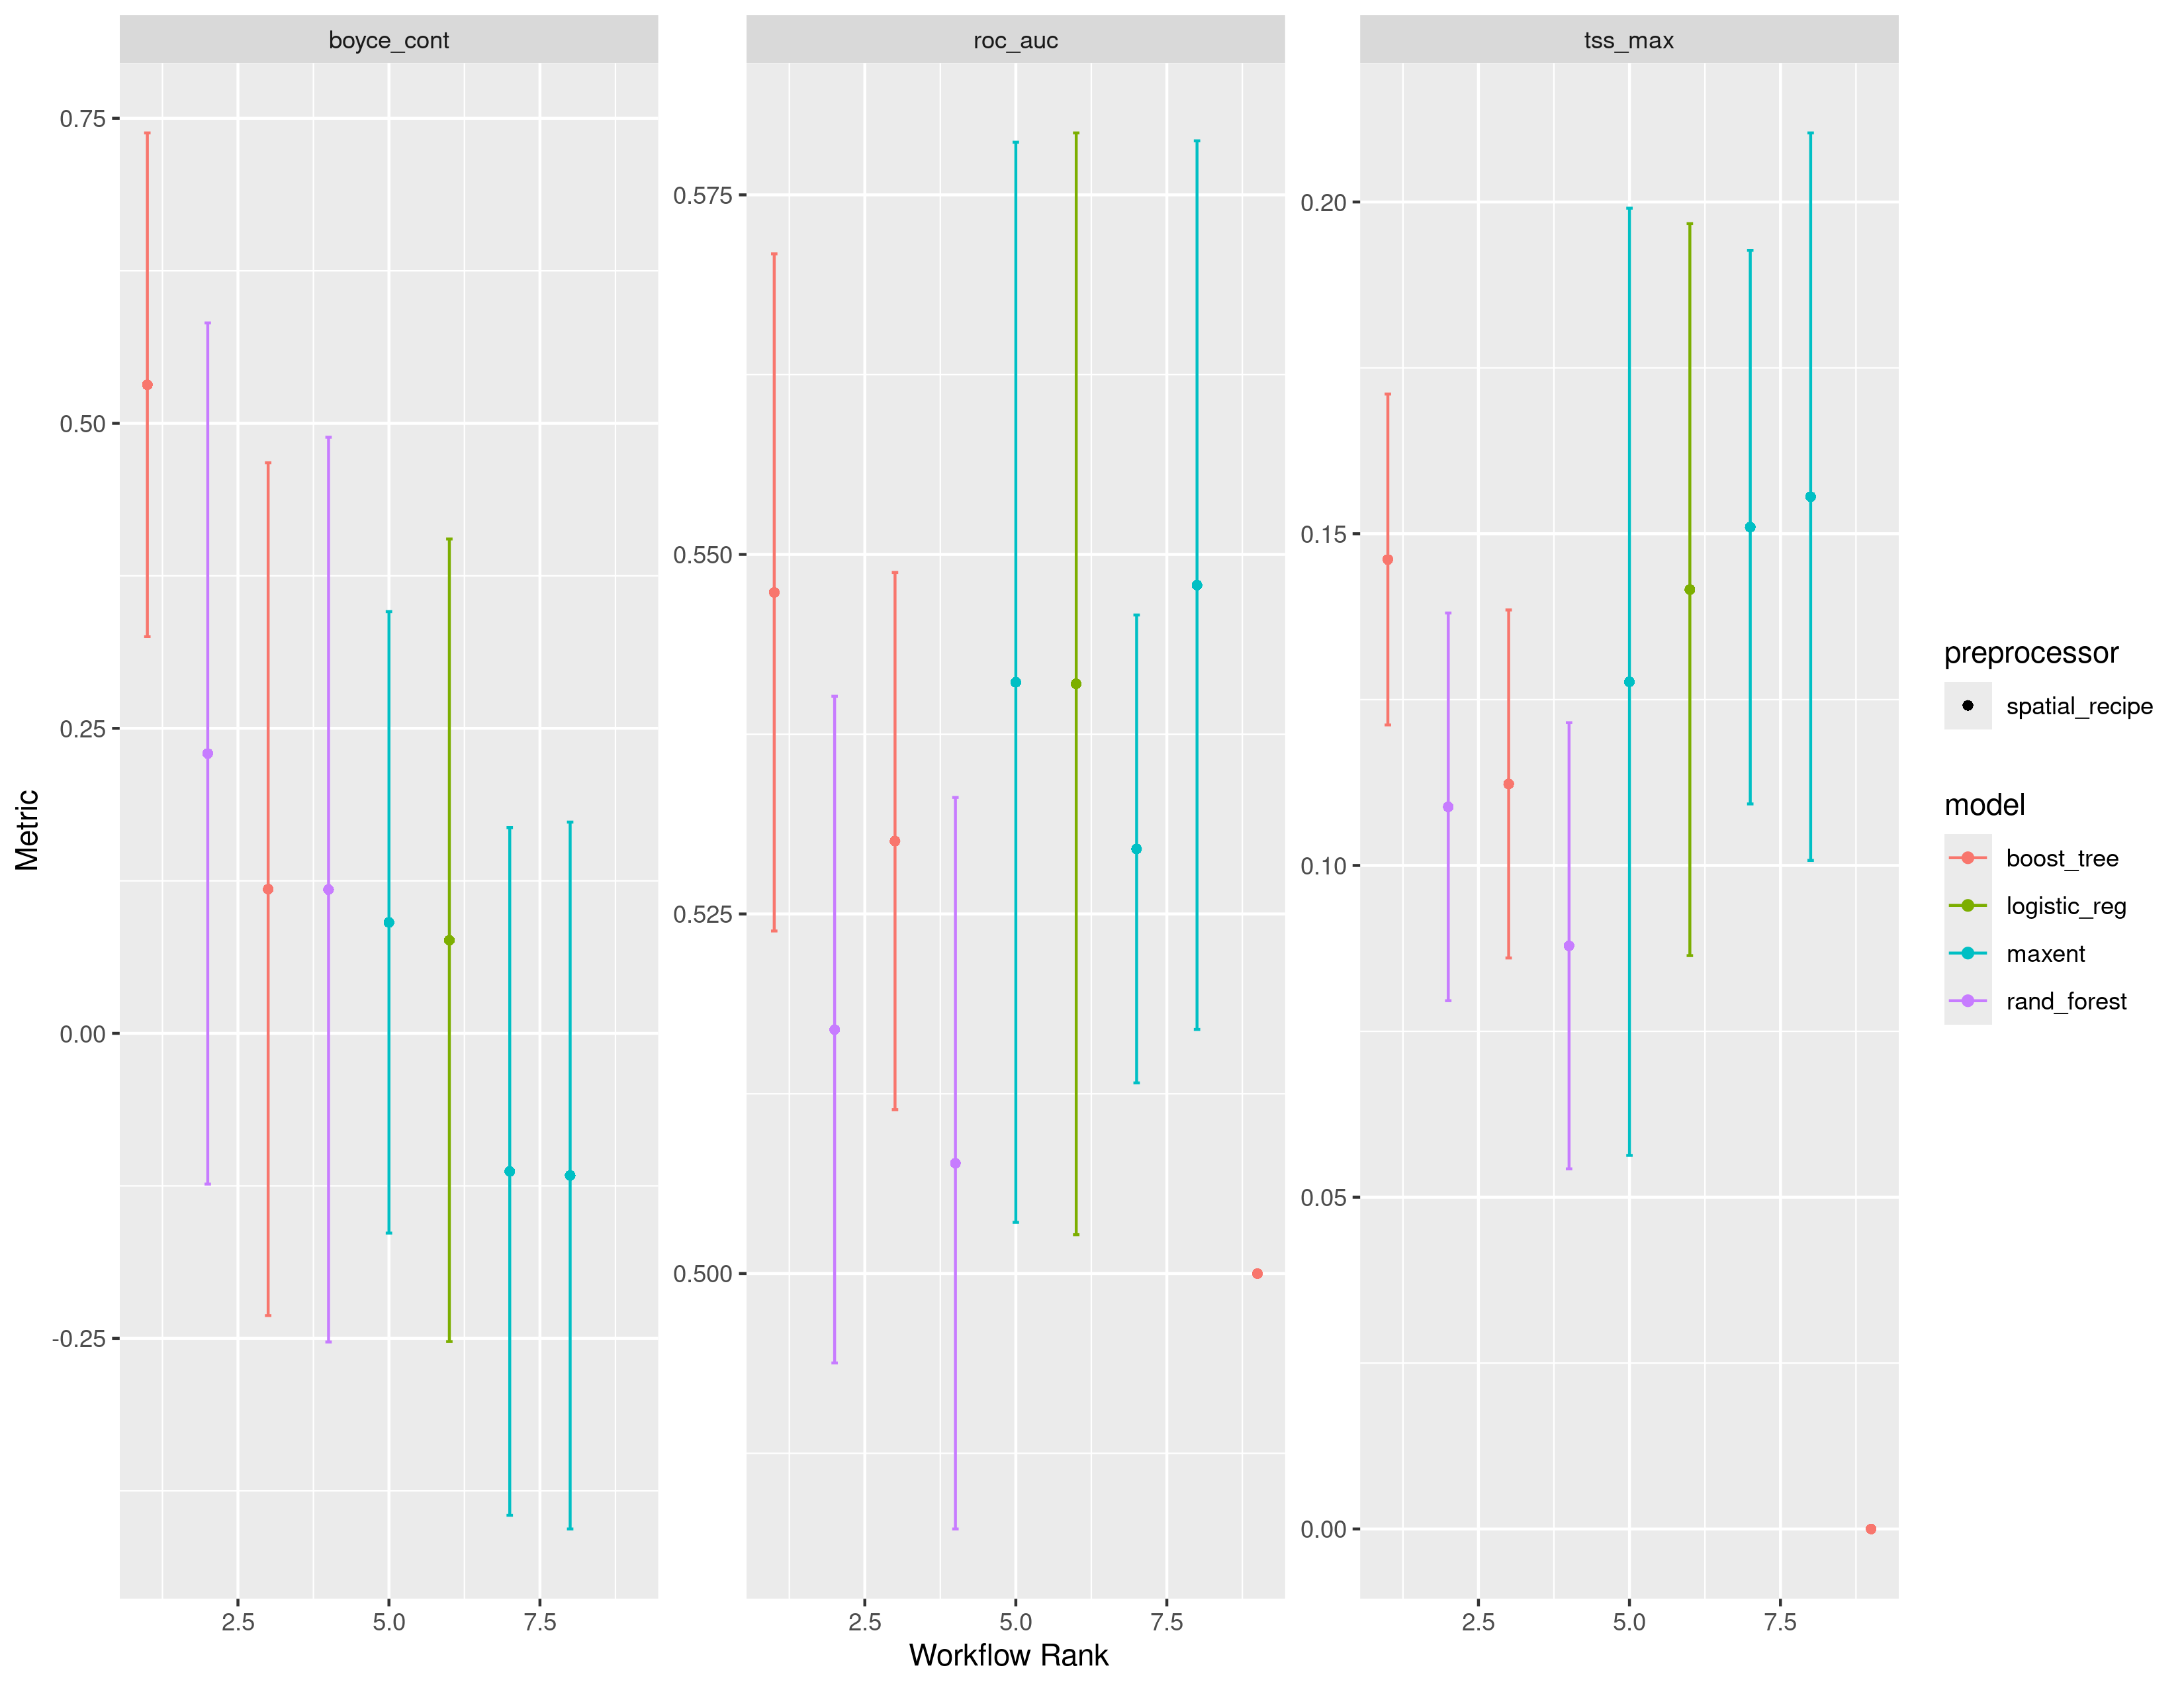 boyce_cont
roc_auc
tss_max
0.75
0.50
0.25
0.00
-0.25
0.575
0.550
0.525
0.500
0.20
0.15
0.10
0.05
0.00
2.5 5.0 7.5
2.5 5.0 7.5
2.5 5.0 7.5
Metric
Workflow Rank
preprocessor
spatial_recipe
model
boost_tree
logistic_reg
maxent
rand_forest